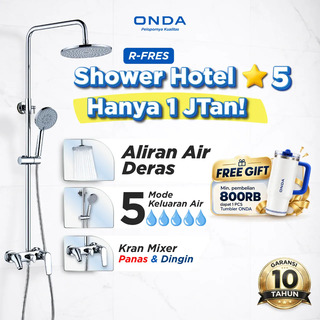 ONDA
Pelopornya Kualitas
R-FRES
Shower Hotel ⭐ 5
Hanya 1 JTan!
Aliran Air
Deras
5 Mode
Keluaran Air
Kran Mixer
Panas & Dingin
FREE GIFT
Min. pembelian
800RB
dapat 1 PCS
Tumbler ONDA
ONDA
GARANSI
10
TAHUN